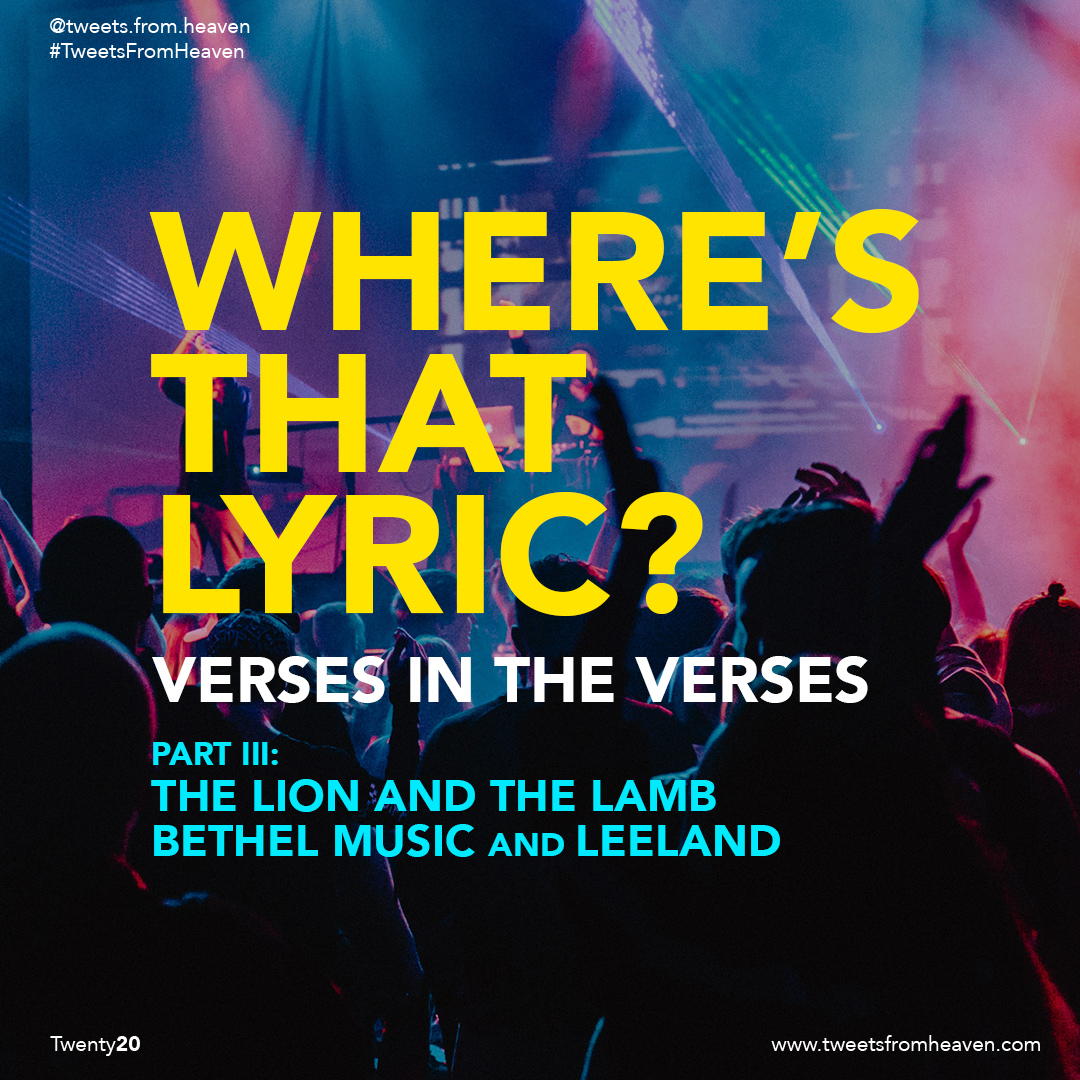 @tweets.from.heaven
#TweetsFromHeaven
WHERE’S
THAT
LYRIC?
VERSES IN THE VERSES
PART III:
THE LION AND THE LAMB
BETHEL MUSIC AND LEELAND
Twenty20
www.tweetsfromheaven.com